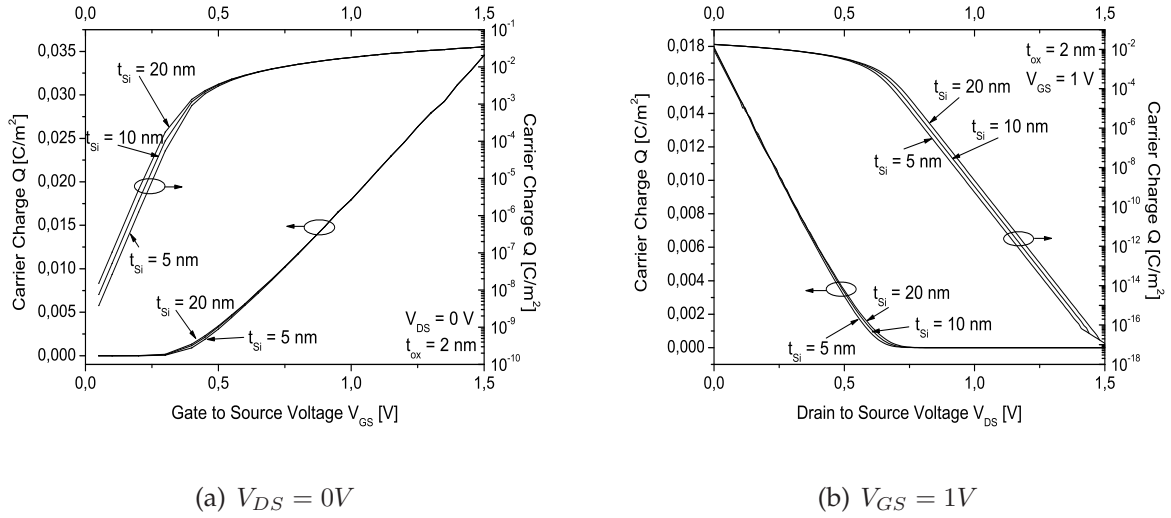 0,0 0,5 1,0 1,5
0,035
0,030
0,025
0,020
0,015
0,010
0,005
0,000
Carrier Charge Q [C/m²]
t_Si = 20 nm
t_Si = 10 nm
t_Si = 5 nm
t_Si = 20 nm
t_Si = 5 nm
V_DS = 0 V
t_ox = 2 nm
10⁻¹
10⁻²
10⁻³
10⁻⁴
10⁻⁵
10⁻⁶
10⁻⁷
10⁻⁸
10⁻⁹
10⁻¹⁰
Carrier Charge Q [C/m²]
0,0 0,5 1,0 1,5
Gate to Source Voltage V_GS [V]
(a) V_DS = 0V
0,0 0,5 1,0 1,5
0,018
0,016
0,014
0,012
0,010
0,008
0,006
0,004
0,002
0,000
Carrier Charge Q [C/m²]
t_ox = 2 nm
V_GS = 1 V
t_Si = 20 nm
t_Si = 10 nm
t_Si = 5 nm
t_Si = 20 nm
t_Si = 10 nm
t_Si = 5 nm
10⁻²
10⁻⁴
10⁻⁶
10⁻⁸
10⁻¹⁰
10⁻¹²
10⁻¹⁴
10⁻¹⁶
10⁻¹⁸
Carrier Charge Q [C/m²]
0,0 0,5 1,0 1,5
Drain to Source Voltage V_DS [V]
(b) V_GS = 1V